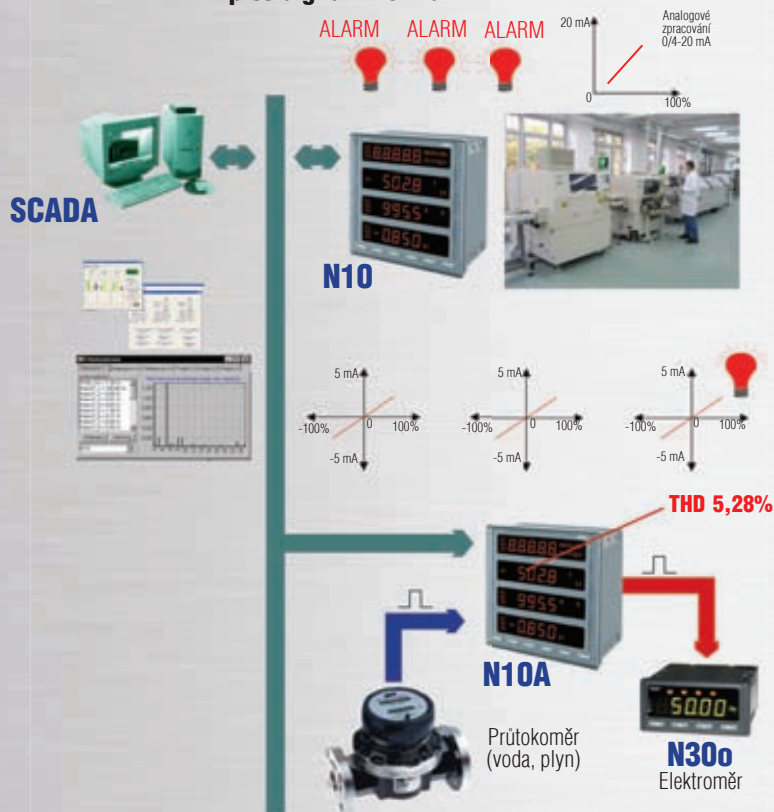 ALARM ALARM ALARM
20 mA
Analogové
zpracování
0/4-20 mA
0
100%
SCADA
N10
5 mA
-100%
0
100%
-5 mA
5 mA
-100%
0
100%
-5 mA
5 mA
-100%
0
100%
-5 mA
THD 5,28%
N10A
Průtokoměr
(voda, plyn)
50.00
N30o
Elektroměr